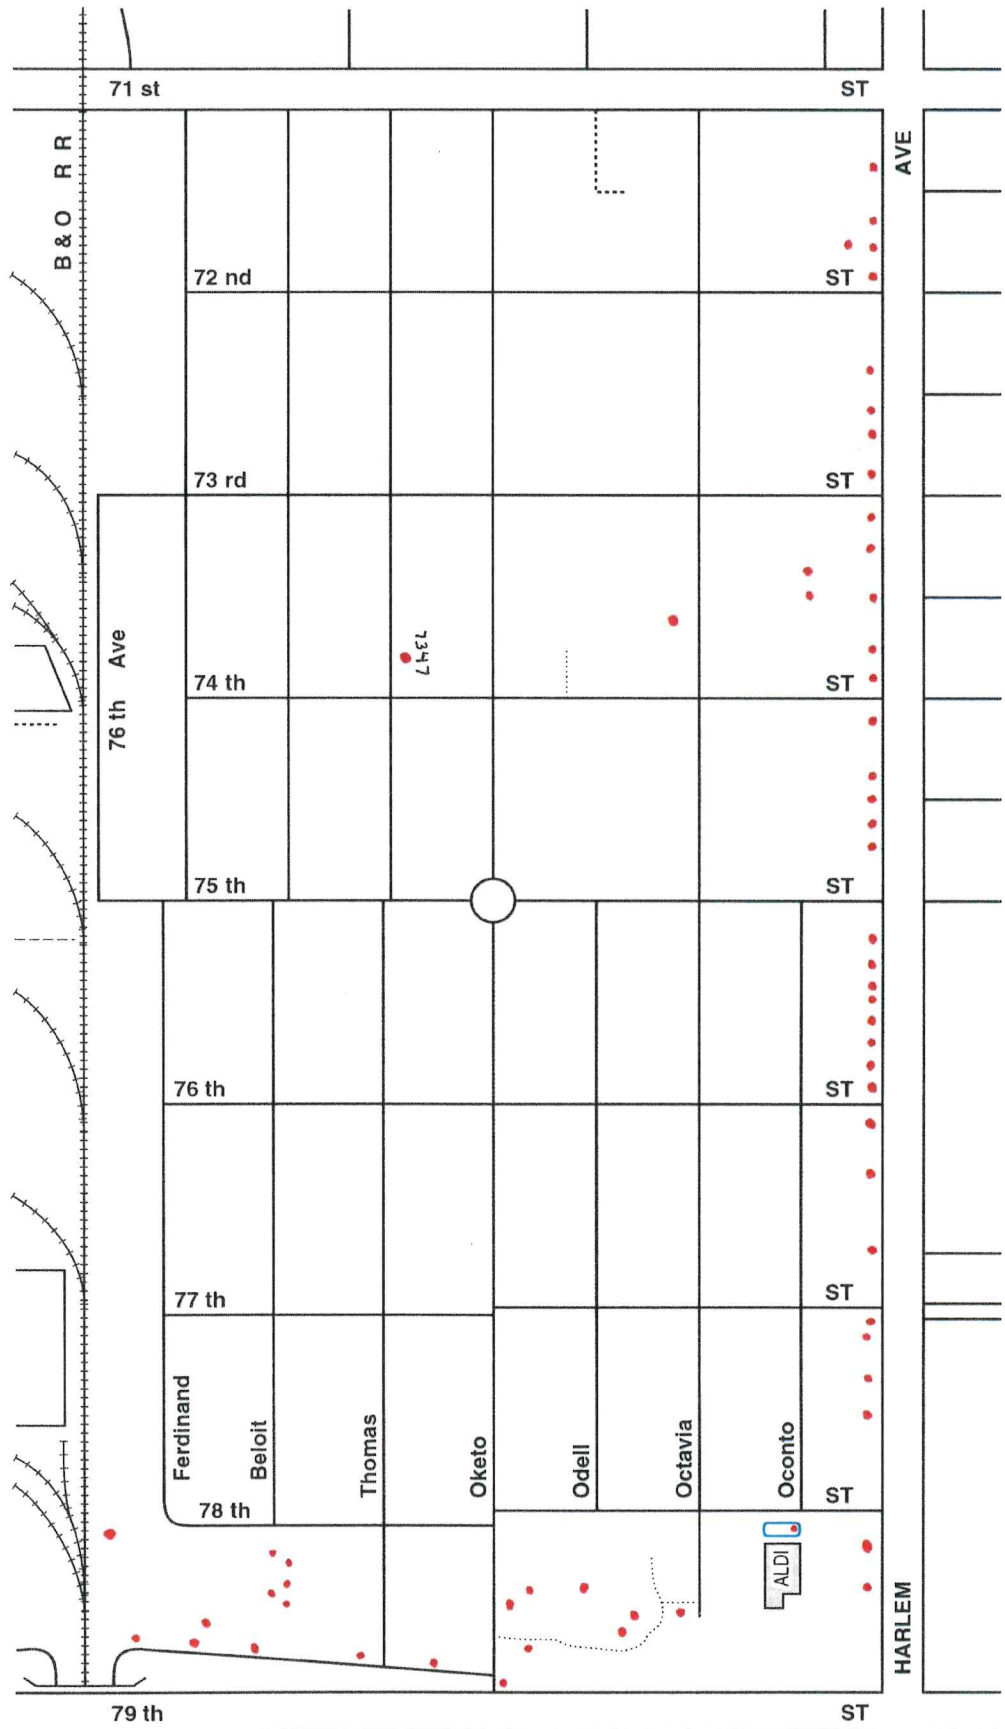 71 st ST
B & O R R
AVE
72 nd ST
73 rd ST
76 th Ave
7347
74 th ST
75 th ST
76 th ST
77 th ST
Ferdinand
Beloit
Thomas
Oketo
Odell
Octavia
Oconto
78 th ST
ALDI
HARLEM
79 th ST